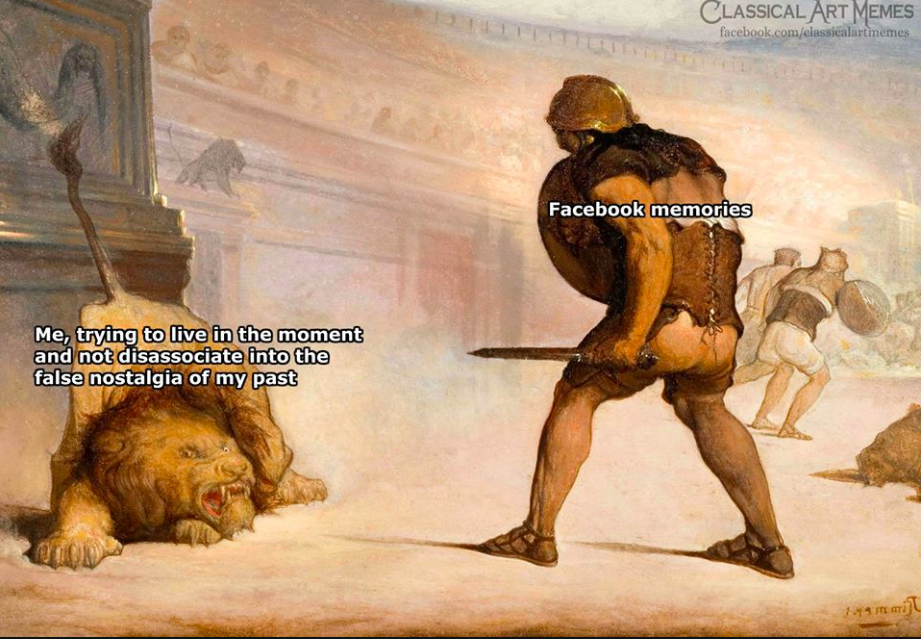 CLASSICAL ART MEMES
facebook.com/classicalartmemes
Facebook memories
Me, trying to live in the moment
and not disassociate into the
false nostalgia of my past